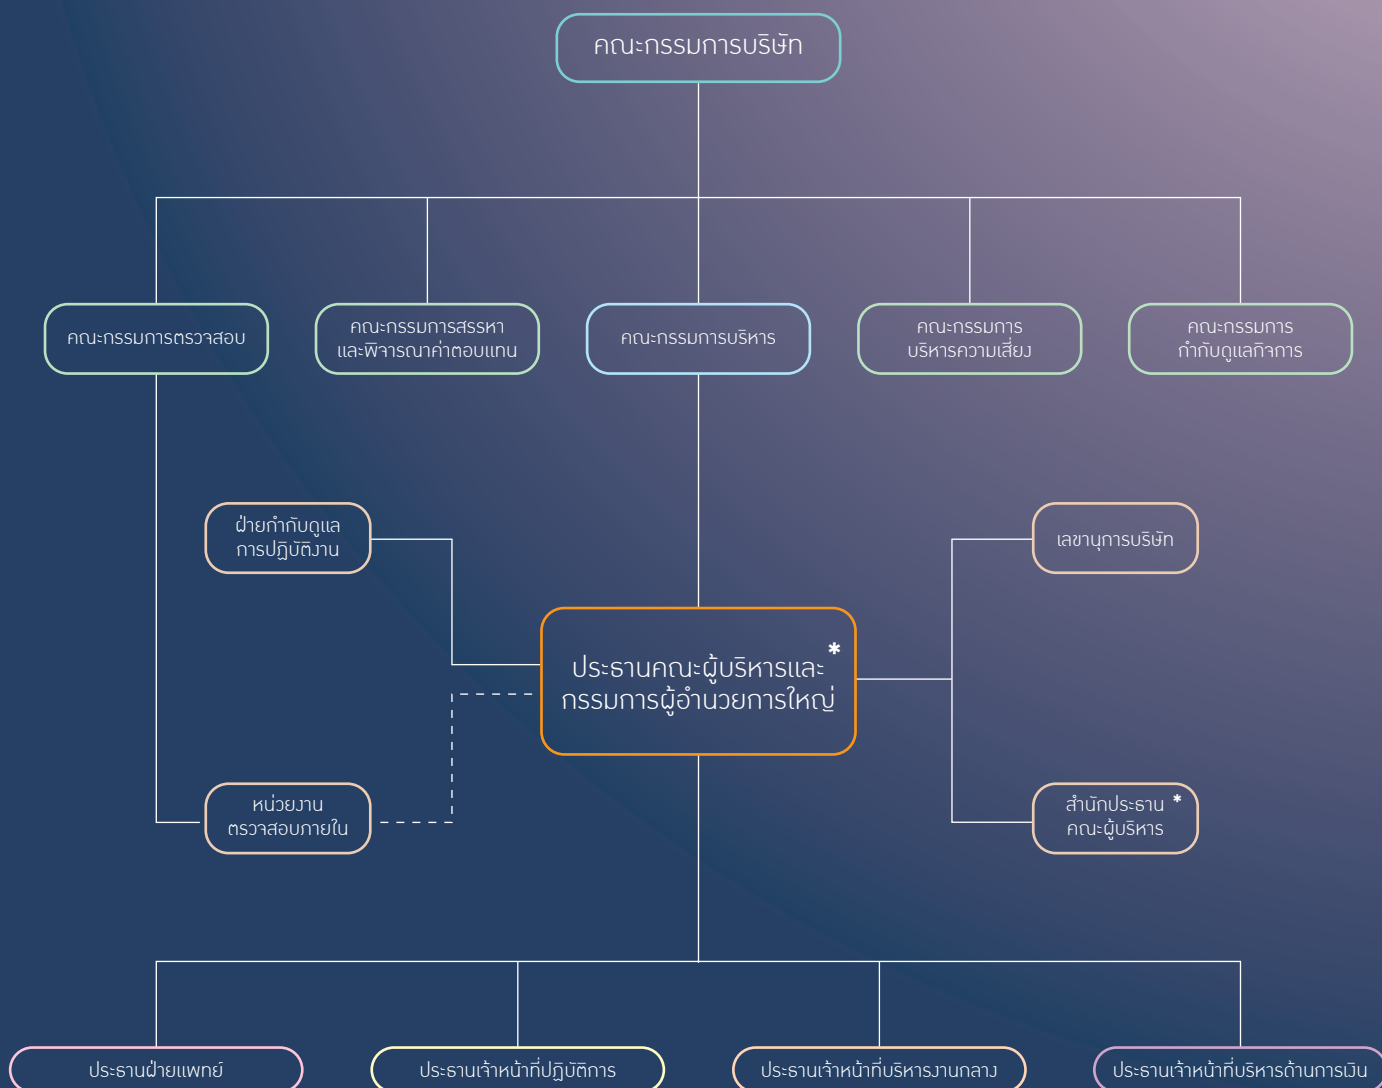 คณะกรรมการบริษัท
คณะกรรมการตรวจสอบ
คณะกรรมการสรรหา
และพิจารณาค่าตอบแทน
คณะกรรมการบริหาร
คณะกรรมการ
บริหารความเสี่ยง
คณะกรรมการ
กำกับดูแลกิจการ
ฝ่ายกำกับดูแล
การปฏิบัติงาน
เลขานุการบริษัท
ประธานคณะผู้บริหารและ*
กรรมการผู้อำนวยการใหญ่
หน่วยงาน
ตรวจสอบภายใน
สำนักประธาน *
คณะผู้บริหาร
ประธานฝ่ายแพทย์
ประธานเจ้าหน้าที่ปฏิบัติการ
ประธานเจ้าหน้าที่บริหารงานกลาง
ประธานเจ้าหน้าที่บริหารด้านการเงิน